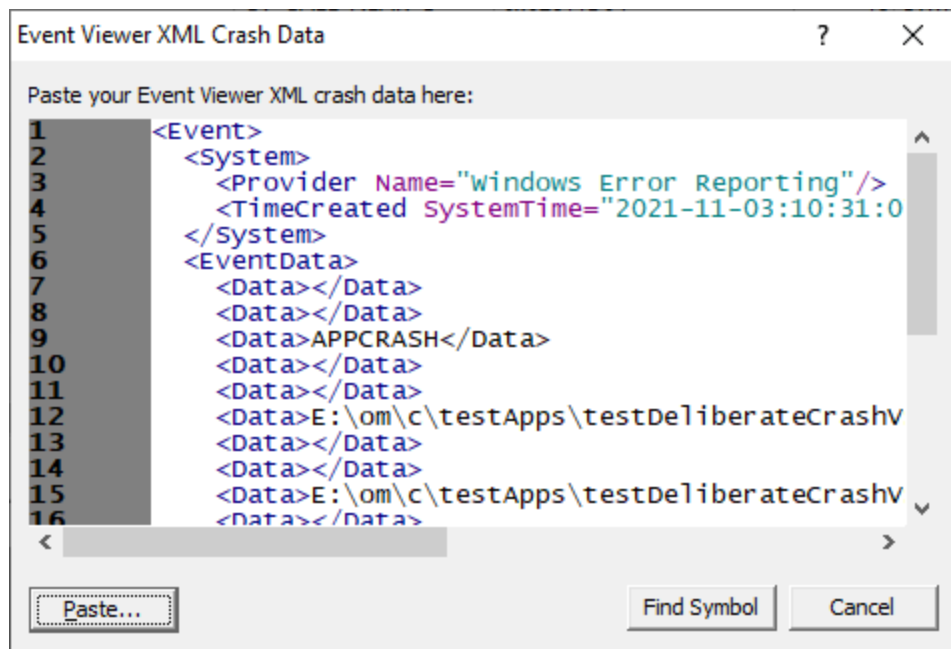 Event Viewer XML Crash Data ? ×
Paste your Event Viewer XML crash data here:
1 <Event>
2 <System>
3 <Provider Name="Windows Error Reporting"/>
4 <TimeCreated SystemTime="2021-11-03:10:31:0
5 </System>
6 <EventData>
7 <Data></Data>
8 <Data></Data>
9 <Data>APPCRASH</Data>
10 <Data></Data>
11 <Data></Data>
12 <Data>E:\om\c\testApps\testDeliberateCrashV
13 <Data></Data>
14 <Data></Data>
15 <Data>E:\om\c\testApps\testDeliberateCrashV
16 <Data></Data>
Paste... Find Symbol Cancel